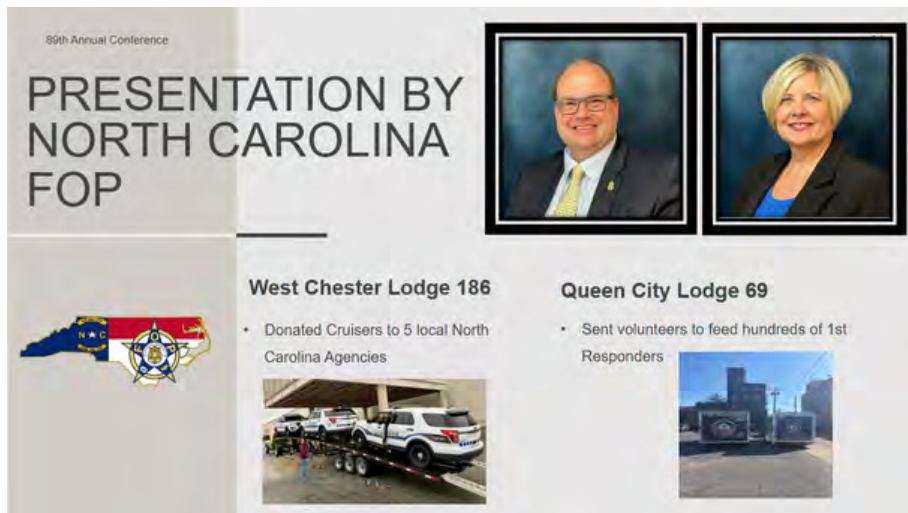 89th Annual Conference
PRESENTATION BY
NORTH CAROLINA
FOP
West Chester Lodge 186
• Donated Cruisers to 5 local North
Carolina Agencies
Queen City Lodge 69
• Sent volunteers to feed hundreds of 1st
Responders
N ★ C
F O P